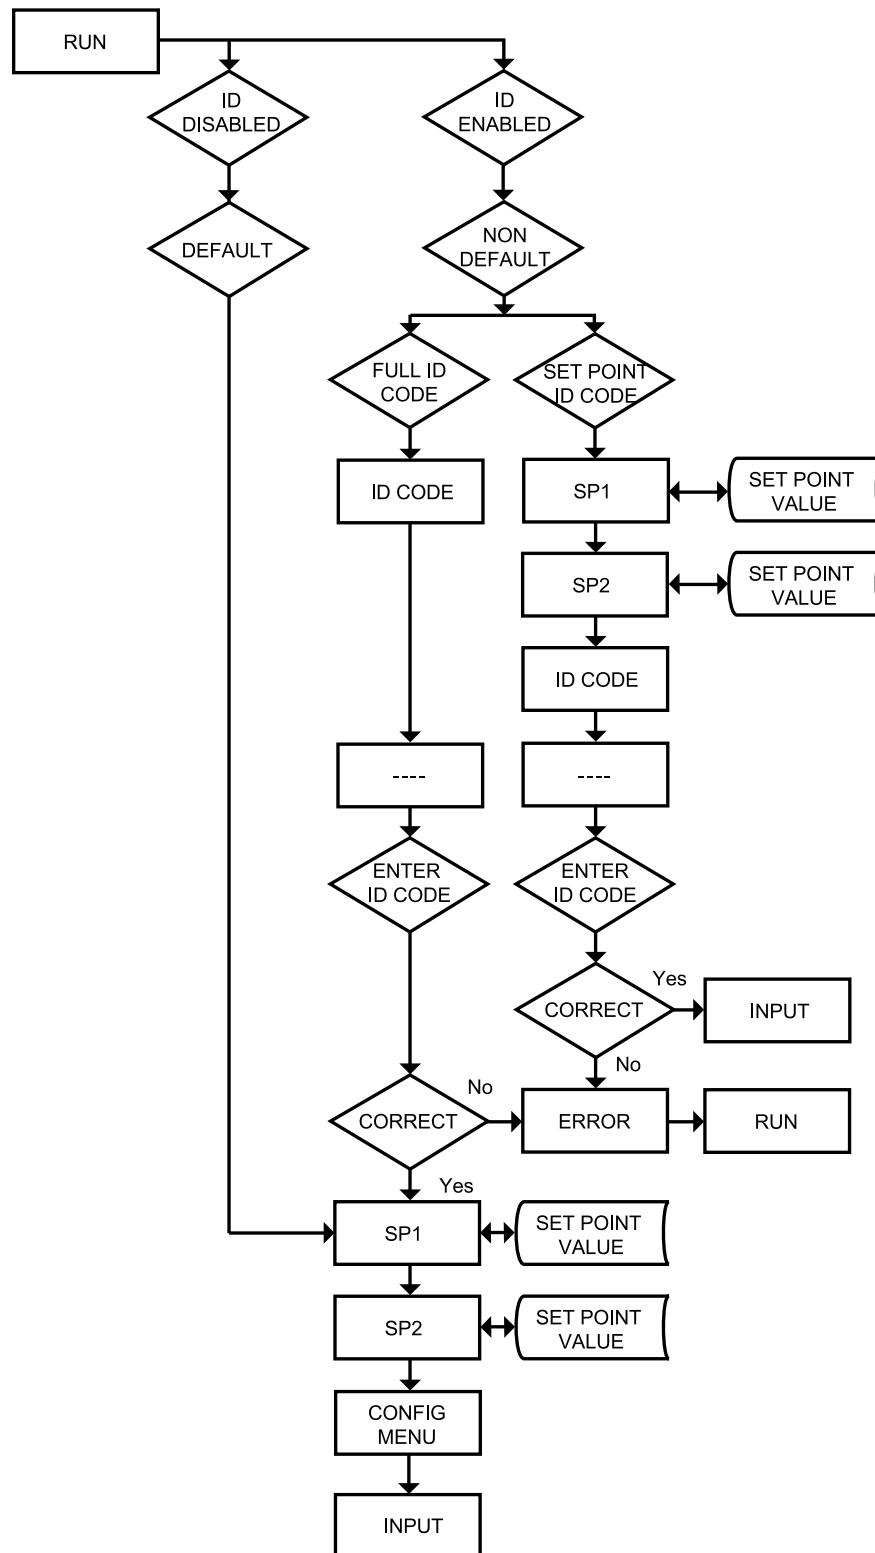 RUN
ID
DISABLED
ID
ENABLED
DEFAULT
NON
DEFAULT
FULL ID
CODE
SET POINT
ID CODE
ID CODE
SP1
SET POINT
VALUE
SP2
SET POINT
VALUE
ID CODE
----
----
ENTER
ID CODE
ENTER
ID CODE
CORRECT
Yes
INPUT
No
CORRECT
No
ERROR
RUN
Yes
SP1
SET POINT
VALUE
SP2
SET POINT
VALUE
CONFIG
MENU
INPUT